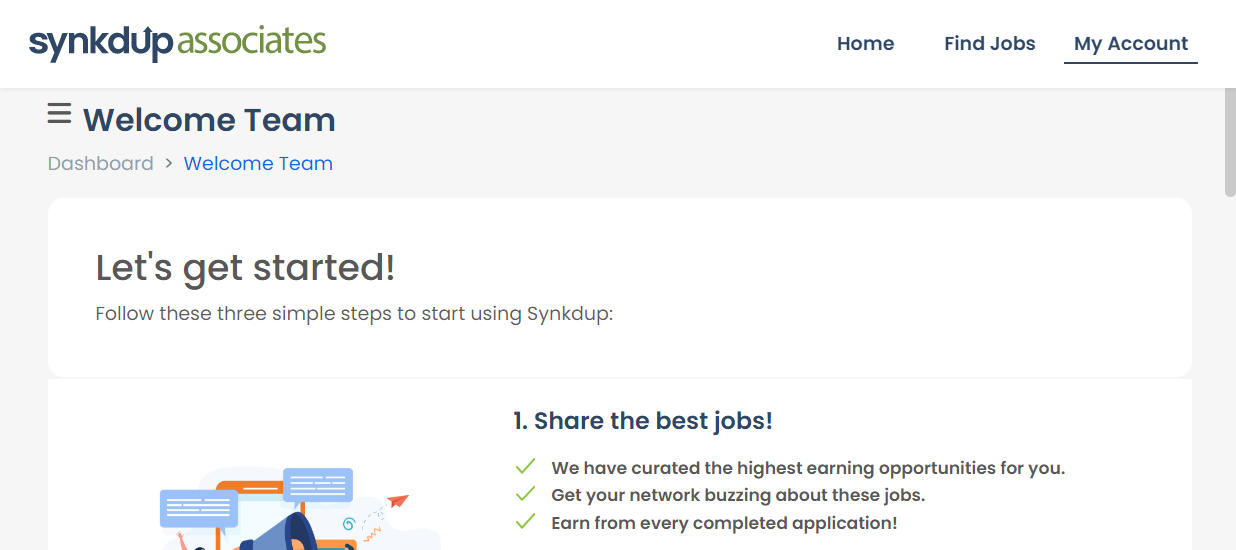 synkdup associates
Home Find Jobs My Account
Welcome Team
Dashboard > Welcome Team
Let's get started!
Follow these three simple steps to start using Synkdup:
1. Share the best jobs!
We have curated the highest earning opportunities for you.
Get your network buzzing about these jobs.
Earn from every completed application!